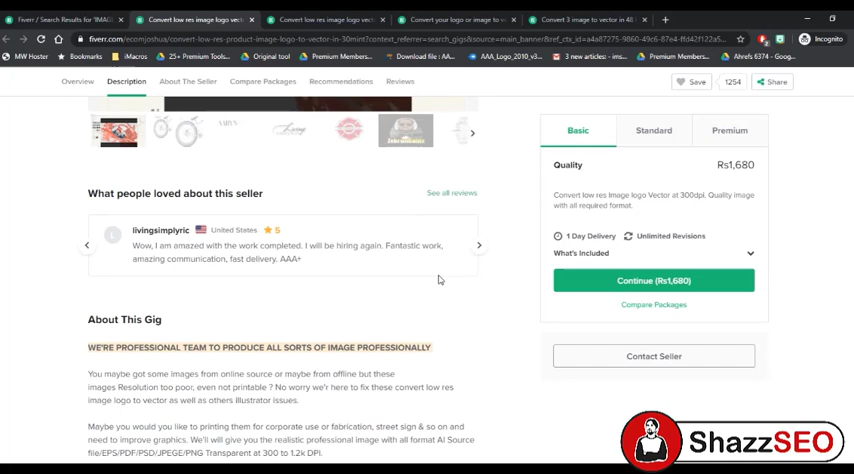 Fiverr / Search Results for 'IMAG
Convert low res image logo vect
Convert low res image logo vect
Convert your logo or image to v
Convert 3 image to vector in 48
fiverr.com/ecomjoshua/convert-low-res-product-image-logo-to-vector-in-30mint?context_referrer=search_gigs&source=main_banner&ref_ctx_id=a4a87275-9860-49c6-87e4-ffd42f122a5...
Incognito
MW Hoster
Bookmarks
iMacros
25+ Premium Tools...
Original tool
Premium Members...
Download file : AA...
AAA_Logo_2010_v3...
3 new articles - ims...
Premium Members...
Ahrefs 6374 - Goog...
Overview
Description
About The Seller
Compare Packages
Recommendations
Reviews
Save
1254
Share
What people loved about this seller
See all reviews
L
livingsimplyric
United States
5
Wow, I am amazed with the work completed. I will be hiring again. Fantastic work,
amazing communication, fast delivery. AAA+
About This Gig
WE'RE PROFESSIONAL TEAM TO PRODUCE ALL SORTS OF IMAGE PROFESSIONALLY
You maybe got some images from online source or maybe from offline but these
images Resolution too poor, even not printable ? No worry we'r here to fix these convert low res
image logo to vector as well as others Illustrator issues.
Maybe you would you like to printing them for corporate use or fabrication, street sign & so on and
need to improve graphics. We'll will give you the realistic professional image with all format AI Source
file/EPS/PDF/PSD/JPEGE/PNG Transparent at 300 to 1.2k DPI.
Basic
Standard
Premium
Quality
Rs1,680
Convert low res Image logo Vector at 300dpi. Quality image
with all required format.
1 Day Delivery
Unlimited Revisions
What's Included
Continue (Rs1,680)
Compare Packages
Contact Seller
ShazzSEO